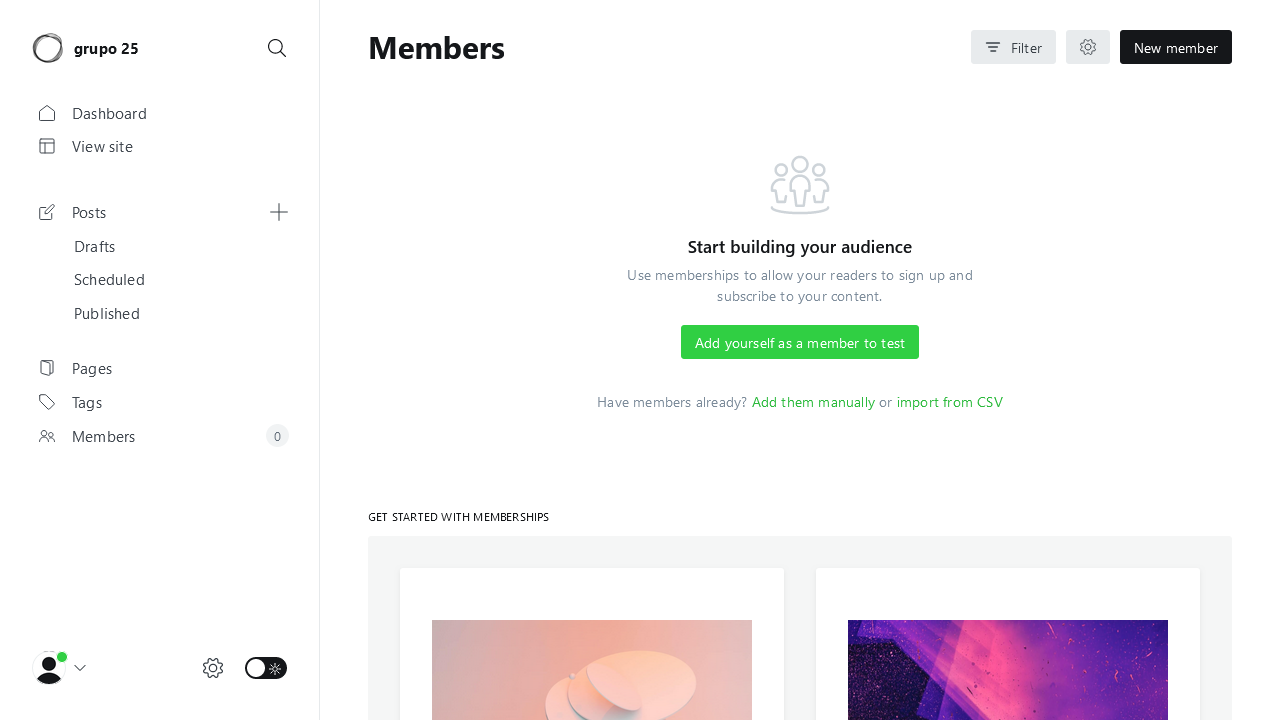 grupo 25
Dashboard
View site
Posts
Drafts
Scheduled
Published
Pages
Tags
Members
0
Members
Filter
New member
Start building your audience
Use memberships to allow your readers to sign up and
subscribe to your content.
Add yourself as a member to test
Have members already? Add them manually or import from CSV
GET STARTED WITH MEMBERSHIPS